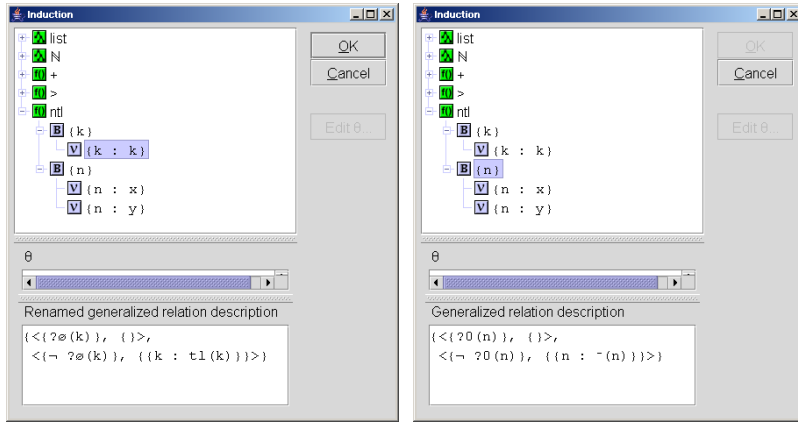 Induction
list
ℕ
f() +
f() >
f() ntl
B {k}
V {k : k}
B {n}
V {n : x}
V {n : y}
OK
Cancel
Edit θ...
θ
Renamed generalized relation description
{<{?ø(k)}, {}>,
<{¬ ?ø(k)}, {{k : tl(k)}}>}
Induction
list
ℕ
f() +
f() >
f() ntl
B {k}
V {k : k}
B {n}
V {n : x}
V {n : y}
OK
Cancel
Edit θ...
θ
Generalized relation description
{<{?0(n)}, {}>,
<{¬ ?0(n)}, {{n : ⁻(n)}}>}